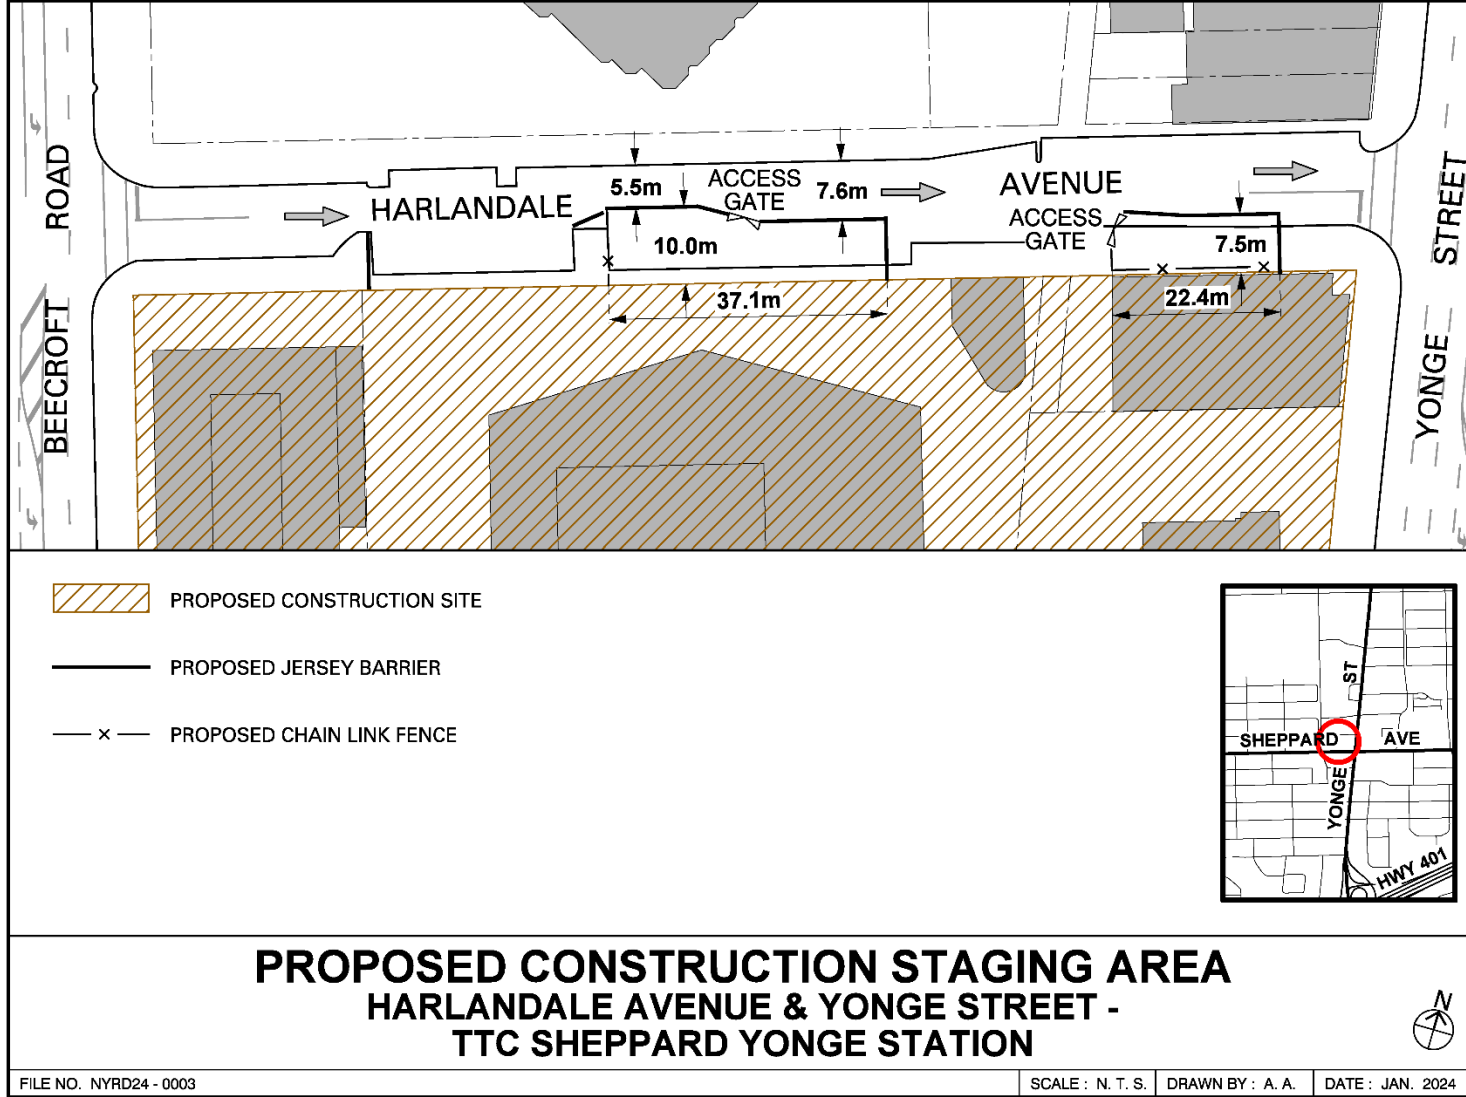 BEECROFT ROAD
HARLANDALE AVENUE
5.5m
ACCESS
GATE
7.6m
10.0m
37.1m
ACCESS
GATE
7.5m
22.4m
YONGE STREET
PROPOSED CONSTRUCTION SITE
PROPOSED JERSEY BARRIER
PROPOSED CHAIN LINK FENCE
ST
SHEPPARD AVE
YONGE
HWY 401
PROPOSED CONSTRUCTION STAGING AREA
HARLANDALE AVENUE & YONGE STREET -
TTC SHEPPARD YONGE STATION
N
FILE NO. NYRD24 - 0003
SCALE : N. T. S.
DRAWN BY : A. A.
DATE : JAN. 2024